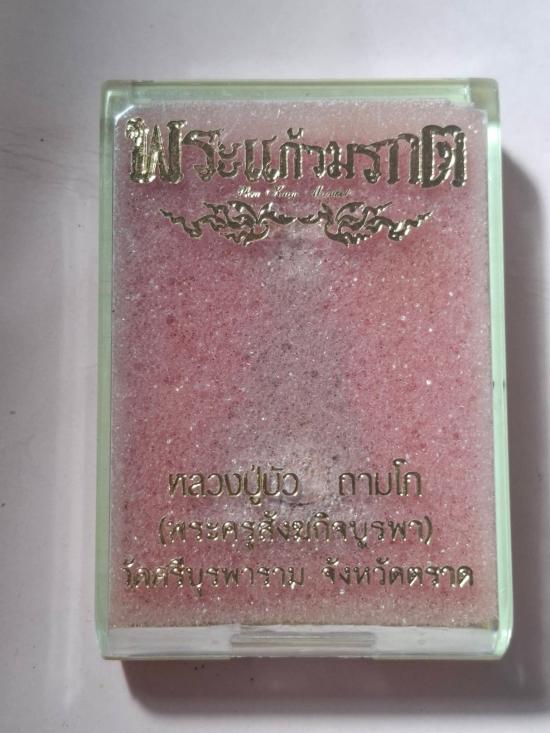 พระแก้วมรกต
หลวงปู่บัว ถามโก
(พระครูสังฆกิจบูรพา)
วัดศรีบูรพาราม จังหวัดตราด